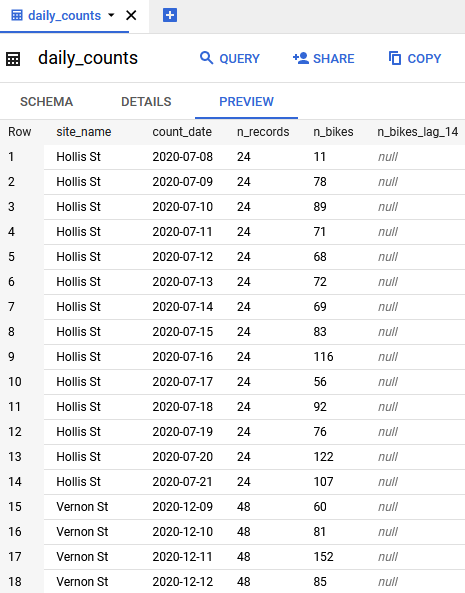 daily_counts
daily_counts QUERY SHARE COPY
SCHEMA DETAILS PREVIEW
Row site_name count_date n_records n_bikes n_bikes_lag_14
1 Hollis St 2020-07-08 24 11 null
2 Hollis St 2020-07-09 24 78 null
3 Hollis St 2020-07-10 24 89 null
4 Hollis St 2020-07-11 24 71 null
5 Hollis St 2020-07-12 24 68 null
6 Hollis St 2020-07-13 24 72 null
7 Hollis St 2020-07-14 24 69 null
8 Hollis St 2020-07-15 24 83 null
9 Hollis St 2020-07-16 24 116 null
10 Hollis St 2020-07-17 24 56 null
11 Hollis St 2020-07-18 24 92 null
12 Hollis St 2020-07-19 24 76 null
13 Hollis St 2020-07-20 24 122 null
14 Hollis St 2020-07-21 24 107 null
15 Vernon St 2020-12-09 48 60 null
16 Vernon St 2020-12-10 48 81 null
17 Vernon St 2020-12-11 48 152 null
18 Vernon St 2020-12-12 48 85 null